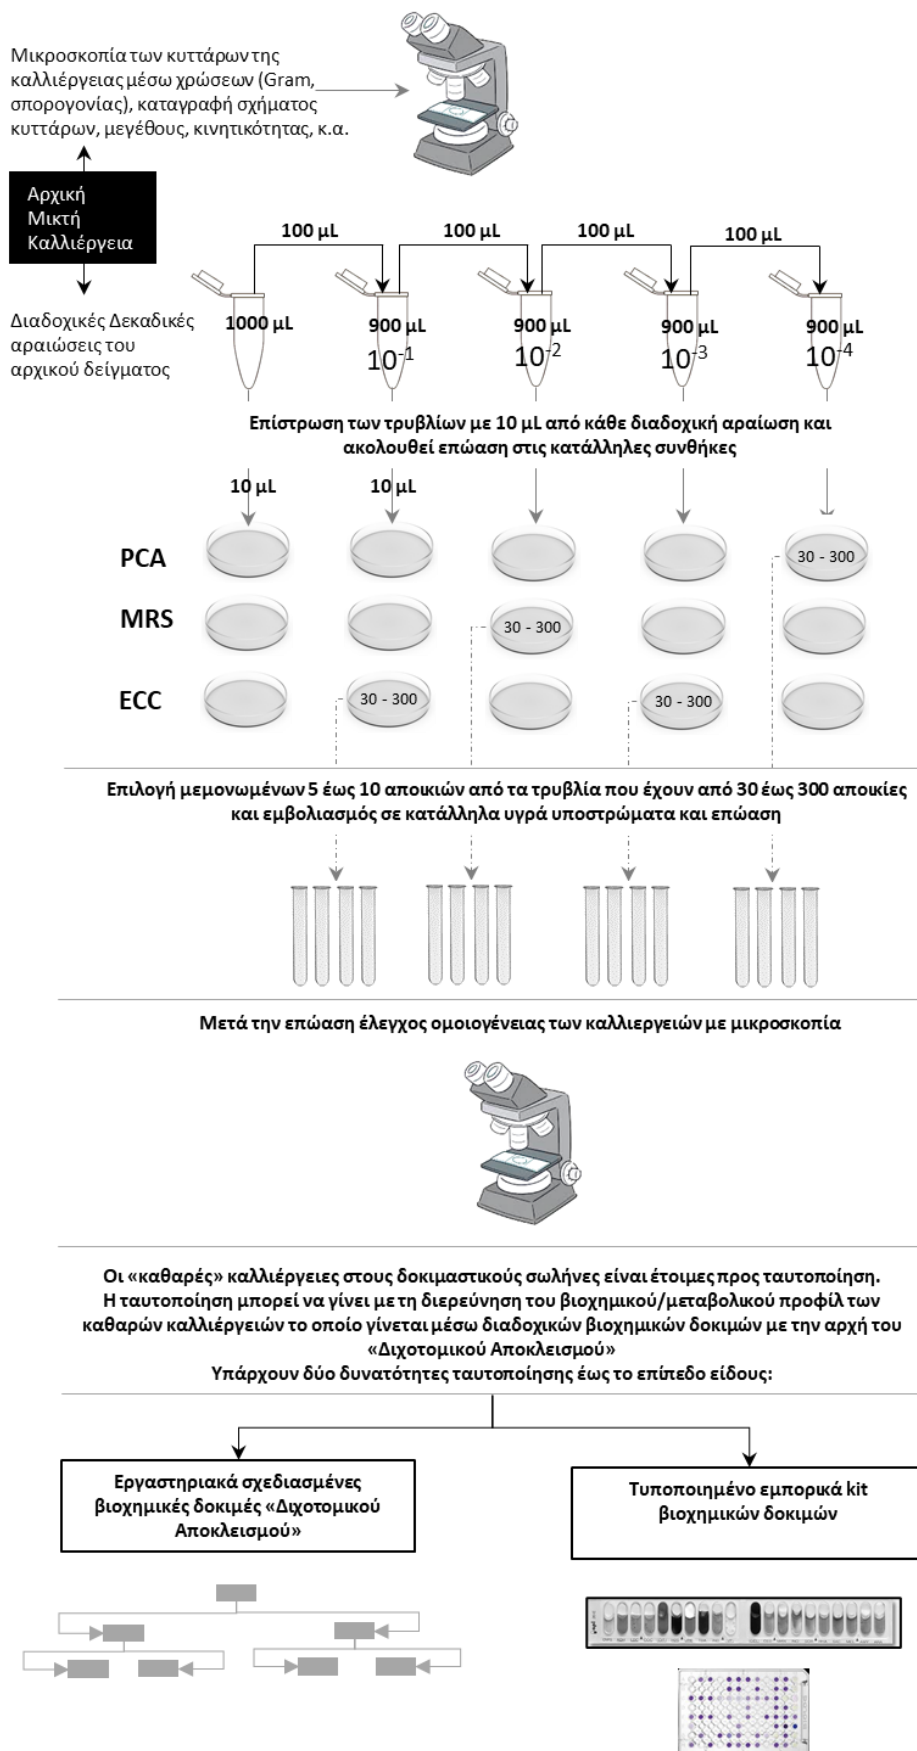 Μικροσκοπία των κυττάρων της
καλλιέργειας μέσω χρώσεων (Gram,
σπορογονίας), καταγραφή σχήματος
κυττάρων, μεγέθους, κινητικότητας, κ.α.
Αρχική
Μικτή
Καλλιέργεια
100 μL 100 μL 100 μL 100 μL
Διαδοχικές Δεκαδικές
αραιώσεις του
αρχικού δείγματος
1000 μL 900 μL 900 μL 900 μL 900 μL
10-1 10-2 10-3 10-4
Επίστρωση των τρυβλίων με 10 μL από κάθε διαδοχική αραίωση και
ακολουθεί επώαση στις κατάλληλες συνθήκες
10 μL 10 μL
PCA 30 - 300
MRS 30 - 300
ECC 30 - 300 30 - 300
Επιλογή μεμονωμένων 5 έως 10 αποικιών από τα τρυβλία που έχουν από 30 έως 300 αποικίες
και εμβολιασμός σε κατάλληλα υγρά υποστρώματα και επώαση
Μετά την επώαση έλεγχος ομοιογένειας των καλλιεργειών με μικροσκοπία
Οι «καθαρές» καλλιέργειες στους δοκιμαστικούς σωλήνες είναι έτοιμες προς ταυτοποίηση.
Η ταυτοποίηση μπορεί να γίνει με τη διερεύνηση του βιοχημικού/μεταβολικού προφίλ των
καθαρών καλλιέργειών το οποίο γίνεται μέσω διαδοχικών βιοχημικών δοκιμών με την αρχή του
«Διχοτομικού Αποκλεισμού»
Υπάρχουν δύο δυνατότητες ταυτοποίησης έως το επίπεδο είδους:
Εργαστηριακά σχεδιασμένες
βιοχημικές δοκιμές «Διχοτομικού
Αποκλεισμού»
Τυποποιημένο εμπορικά kit
βιοχημικών δοκιμών